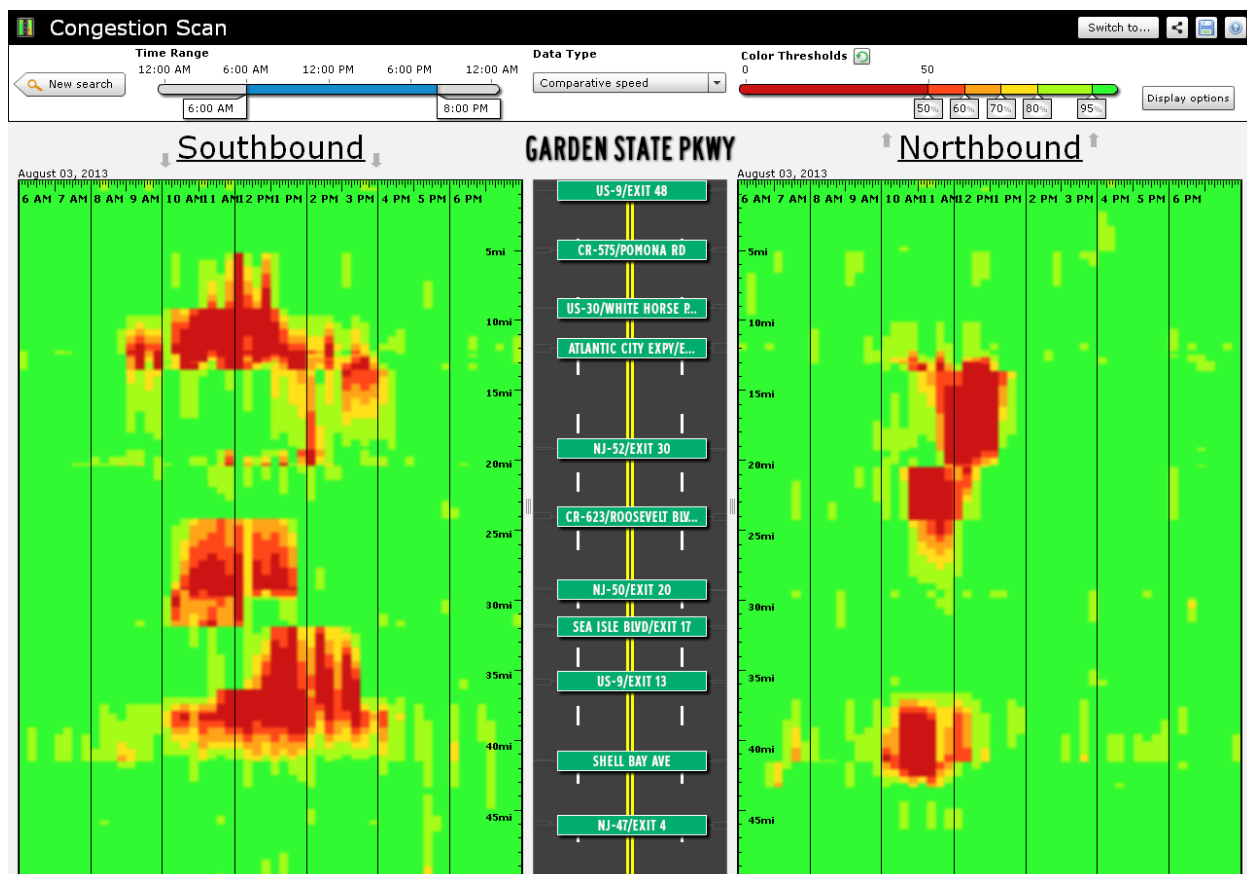 Congestion Scan
Switch to...
New search
Time Range
12:00 AM 6:00 AM 12:00 PM 6:00 PM 12:00 AM
6:00 AM 8:00 PM
Data Type
Comparative speed
Color Thresholds
0 50
50% 60% 70% 80% 95%
Display options
Southbound
GARDEN STATE PKWY
Northbound
August 03, 2013
6 AM 7 AM 8 AM 9 AM 10 AM 11 AM 12 PM 1 PM 2 PM 3 PM 4 PM 5 PM 6 PM
5mi
10mi
15mi
20mi
25mi
30mi
35mi
40mi
45mi
US-9/EXIT 48
CR-575/POMONA RD
US-30/WHITE HORSE P...
ATLANTIC CITY EXPY/E...
NJ-52/EXIT 30
CR-623/ROOSEVELT BLV...
NJ-50/EXIT 20
SEA ISLE BLVD/EXIT 17
US-9/EXIT 13
SHELL BAY AVE
NJ-47/EXIT 4
August 03, 2013
6 AM 7 AM 8 AM 9 AM 10 AM 11 AM 12 PM 1 PM 2 PM 3 PM 4 PM 5 PM 6 PM
5mi
10mi
15mi
20mi
25mi
30mi
35mi
40mi
45mi